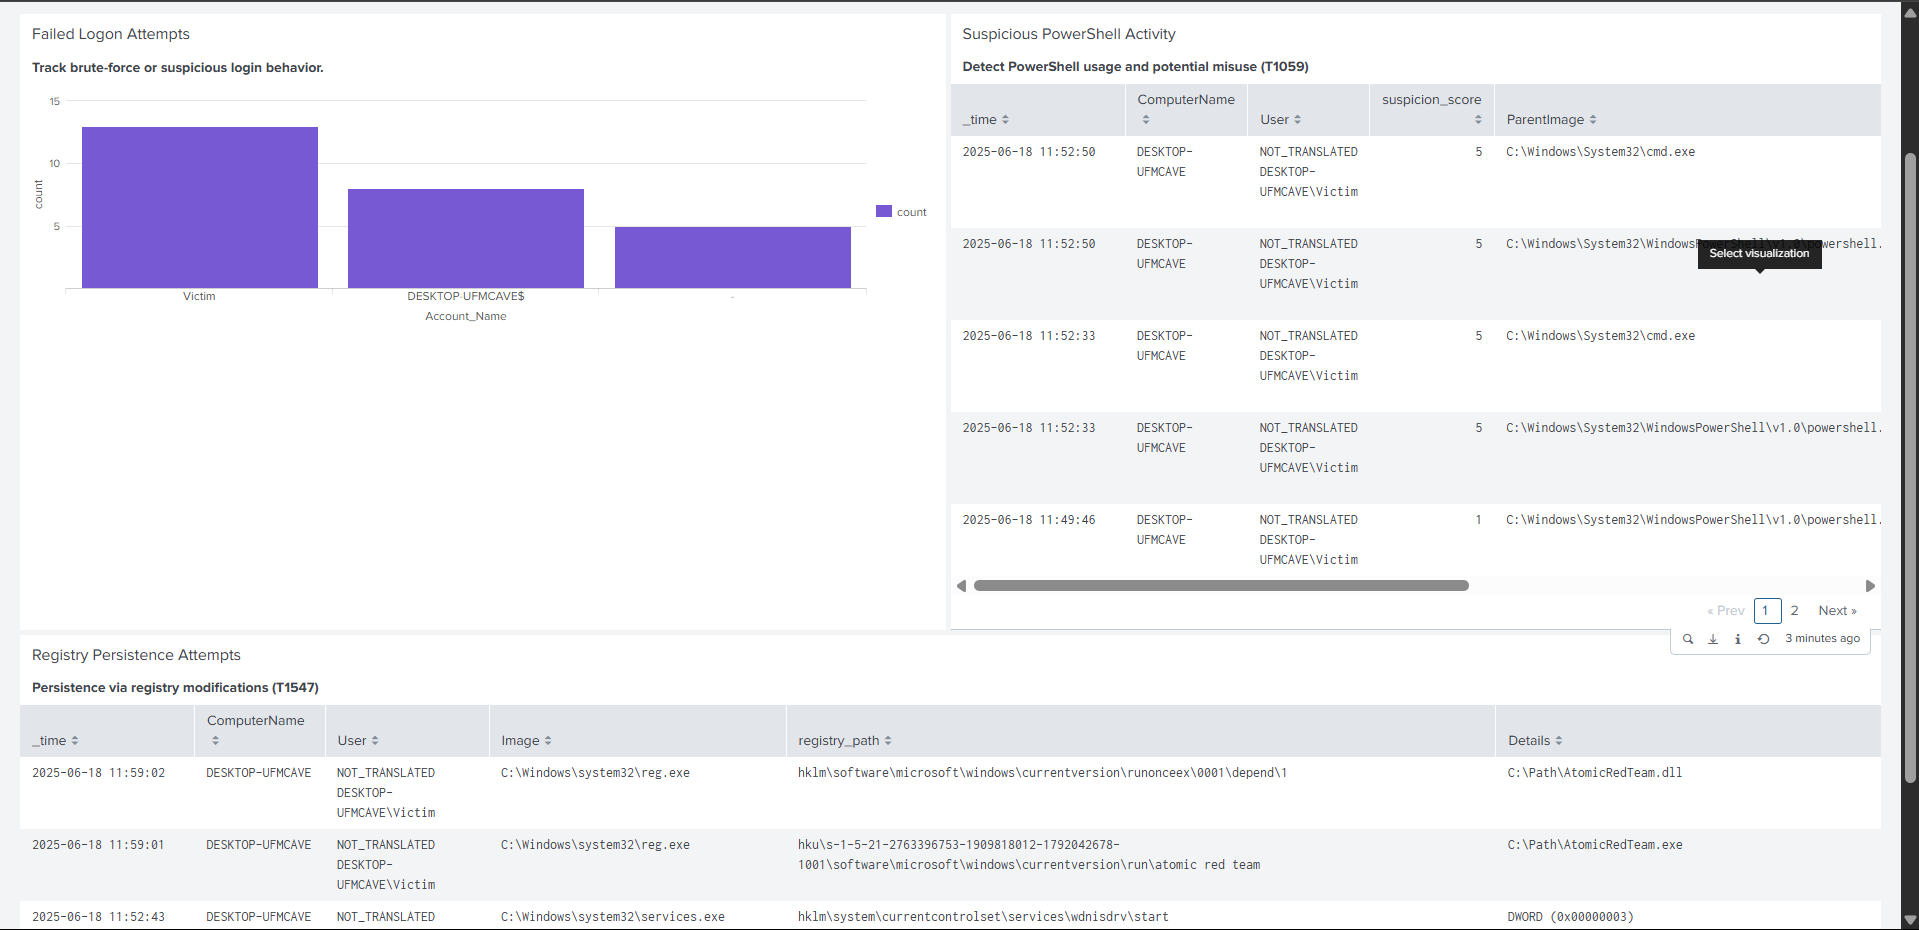 Failed Logon Attempts
Track brute-force or suspicious login behavior.
15
10
5
count
Victim
DESKTOP-UFMCAVE$
-
Account_Name
count
Suspicious PowerShell Activity
Detect PowerShell usage and potential misuse (T1059)
_time
ComputerName
User
suspicion_score
ParentImage
2025-06-18 11:52:50
DESKTOP-
UFMCAVE
NOT_TRANSLATED
DESKTOP-
UFMCAVE\Victim
5
C:\Windows\System32\cmd.exe
2025-06-18 11:52:50
DESKTOP-
UFMCAVE
NOT_TRANSLATED
DESKTOP-
UFMCAVE\Victim
5
C:\Windows\System32\WindowsPowerShell\v1.0\powershell.
Select visualization
2025-06-18 11:52:33
DESKTOP-
UFMCAVE
NOT_TRANSLATED
DESKTOP-
UFMCAVE\Victim
5
C:\Windows\System32\cmd.exe
2025-06-18 11:52:33
DESKTOP-
UFMCAVE
NOT_TRANSLATED
DESKTOP-
UFMCAVE\Victim
5
C:\Windows\System32\WindowsPowerShell\v1.0\powershell.
2025-06-18 11:49:46
DESKTOP-
UFMCAVE
NOT_TRANSLATED
DESKTOP-
UFMCAVE\Victim
1
C:\Windows\System32\WindowsPowerShell\v1.0\powershell.
« Prev 1 2 Next »
3 minutes ago
Registry Persistence Attempts
Persistence via registry modifications (T1547)
_time
ComputerName
User
Image
registry_path
Details
2025-06-18 11:59:02
DESKTOP-UFMCAVE
NOT_TRANSLATED
DESKTOP-
UFMCAVE\Victim
C:\Windows\system32\reg.exe
hklm\software\microsoft\windows\currentversion\runonceex\0001\depend\1
C:\Path\AtomicRedTeam.dll
2025-06-18 11:59:01
DESKTOP-UFMCAVE
NOT_TRANSLATED
DESKTOP-
UFMCAVE\Victim
C:\Windows\system32\reg.exe
hku\s-1-5-21-2763396753-1909818012-1792042678-
1001\software\microsoft\windows\currentversion\run\atomic red team
C:\Path\AtomicRedTeam.exe
2025-06-18 11:52:43
DESKTOP-UFMCAVE
NOT_TRANSLATED
C:\Windows\system32\services.exe
hklm\system\currentcontrolset\services\wdnisdrv\start
DWORD (0x00000003)